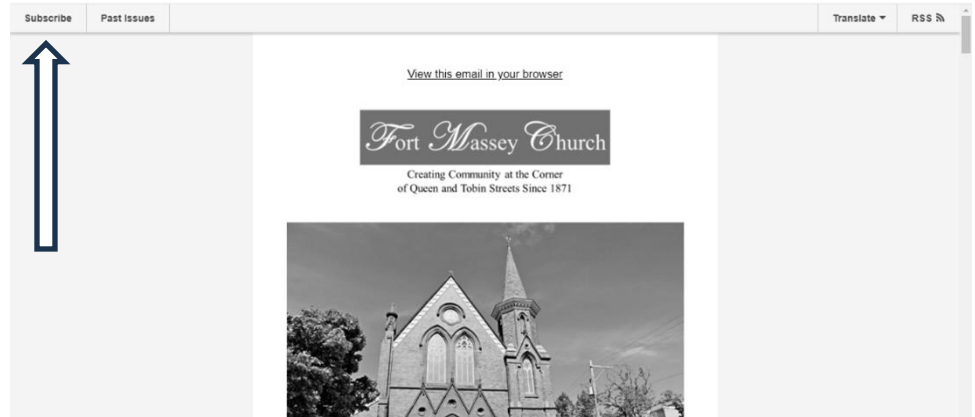 Subscribe
Past Issues
Translate
RSS
View this email in your browser
Fort Massey Church
Creating Community at the Corner
of Queen and Tobin Streets Since 1871